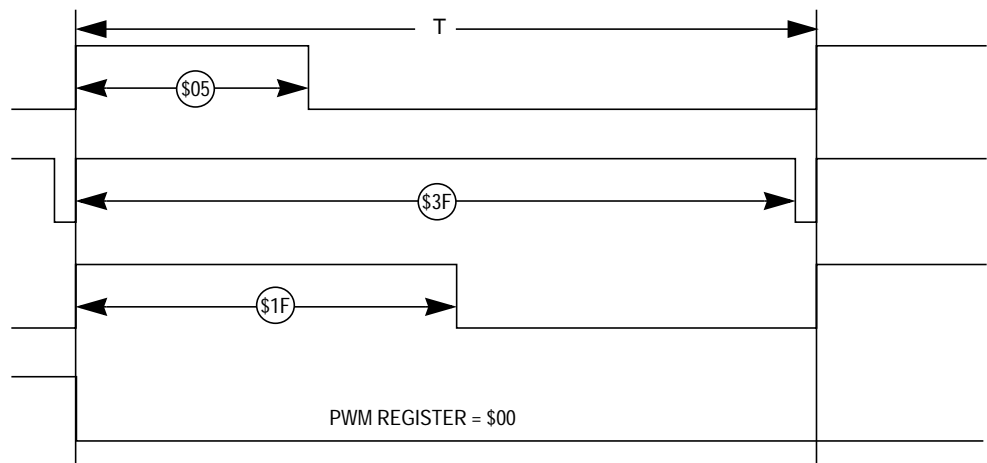 T
$05
$3F
$1F
PWM REGISTER = $00